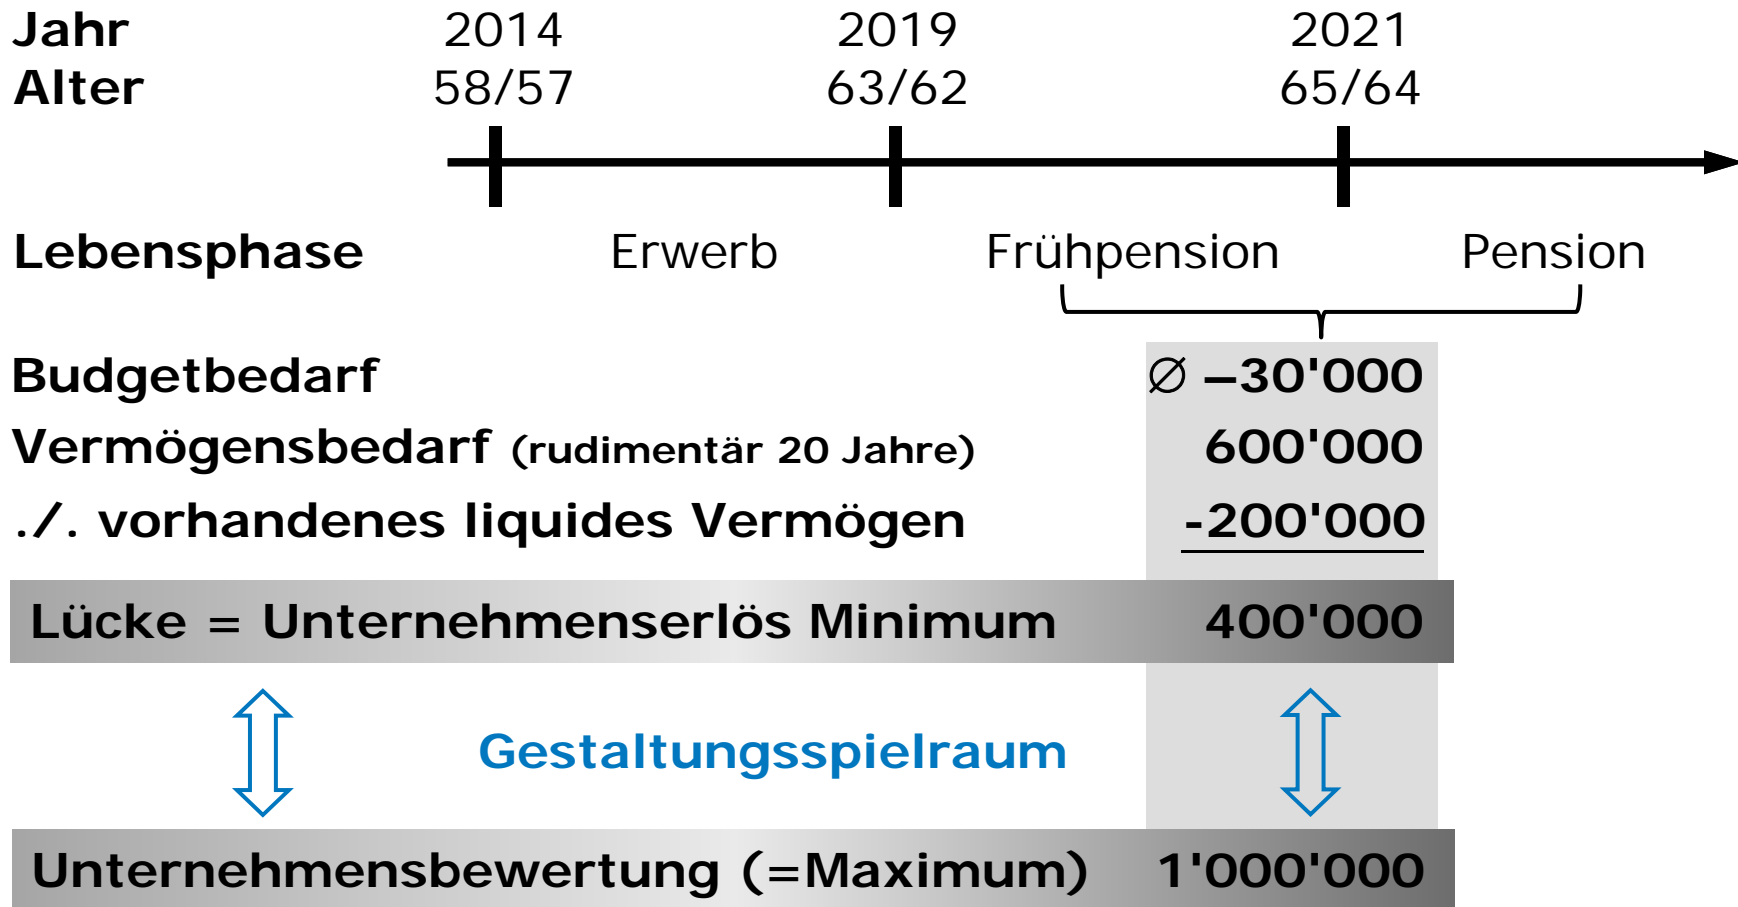 Jahr 2014 2019 2021
Alter 58/57 63/62 65/64
Lebensphase Erwerb Frühpension Pension
Budgetbedarf ∅ –30'000
Vermögensbedarf (rudimentär 20 Jahre) 600'000
./. vorhandenes liquides Vermögen -200'000
Lücke = Unternehmenserlös Minimum 400'000
Gestaltungsspielraum
Unternehmensbewertung (=Maximum) 1'000'000